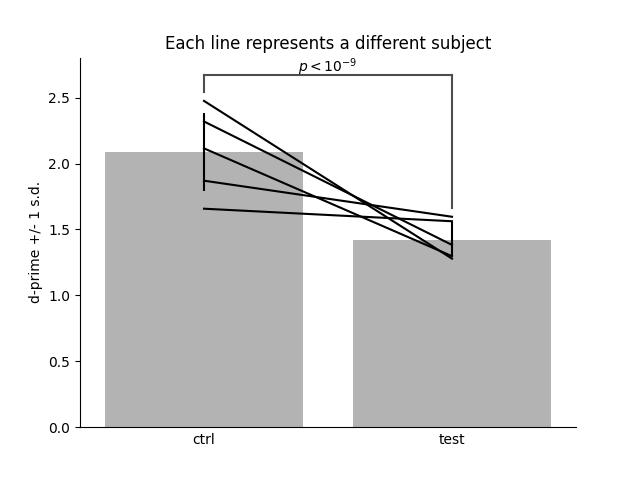 Each line represents a different subject
p < 10⁻⁹
d-prime +/- 1 s.d.
2.5
2.0
1.5
1.0
0.5
0.0
ctrl test